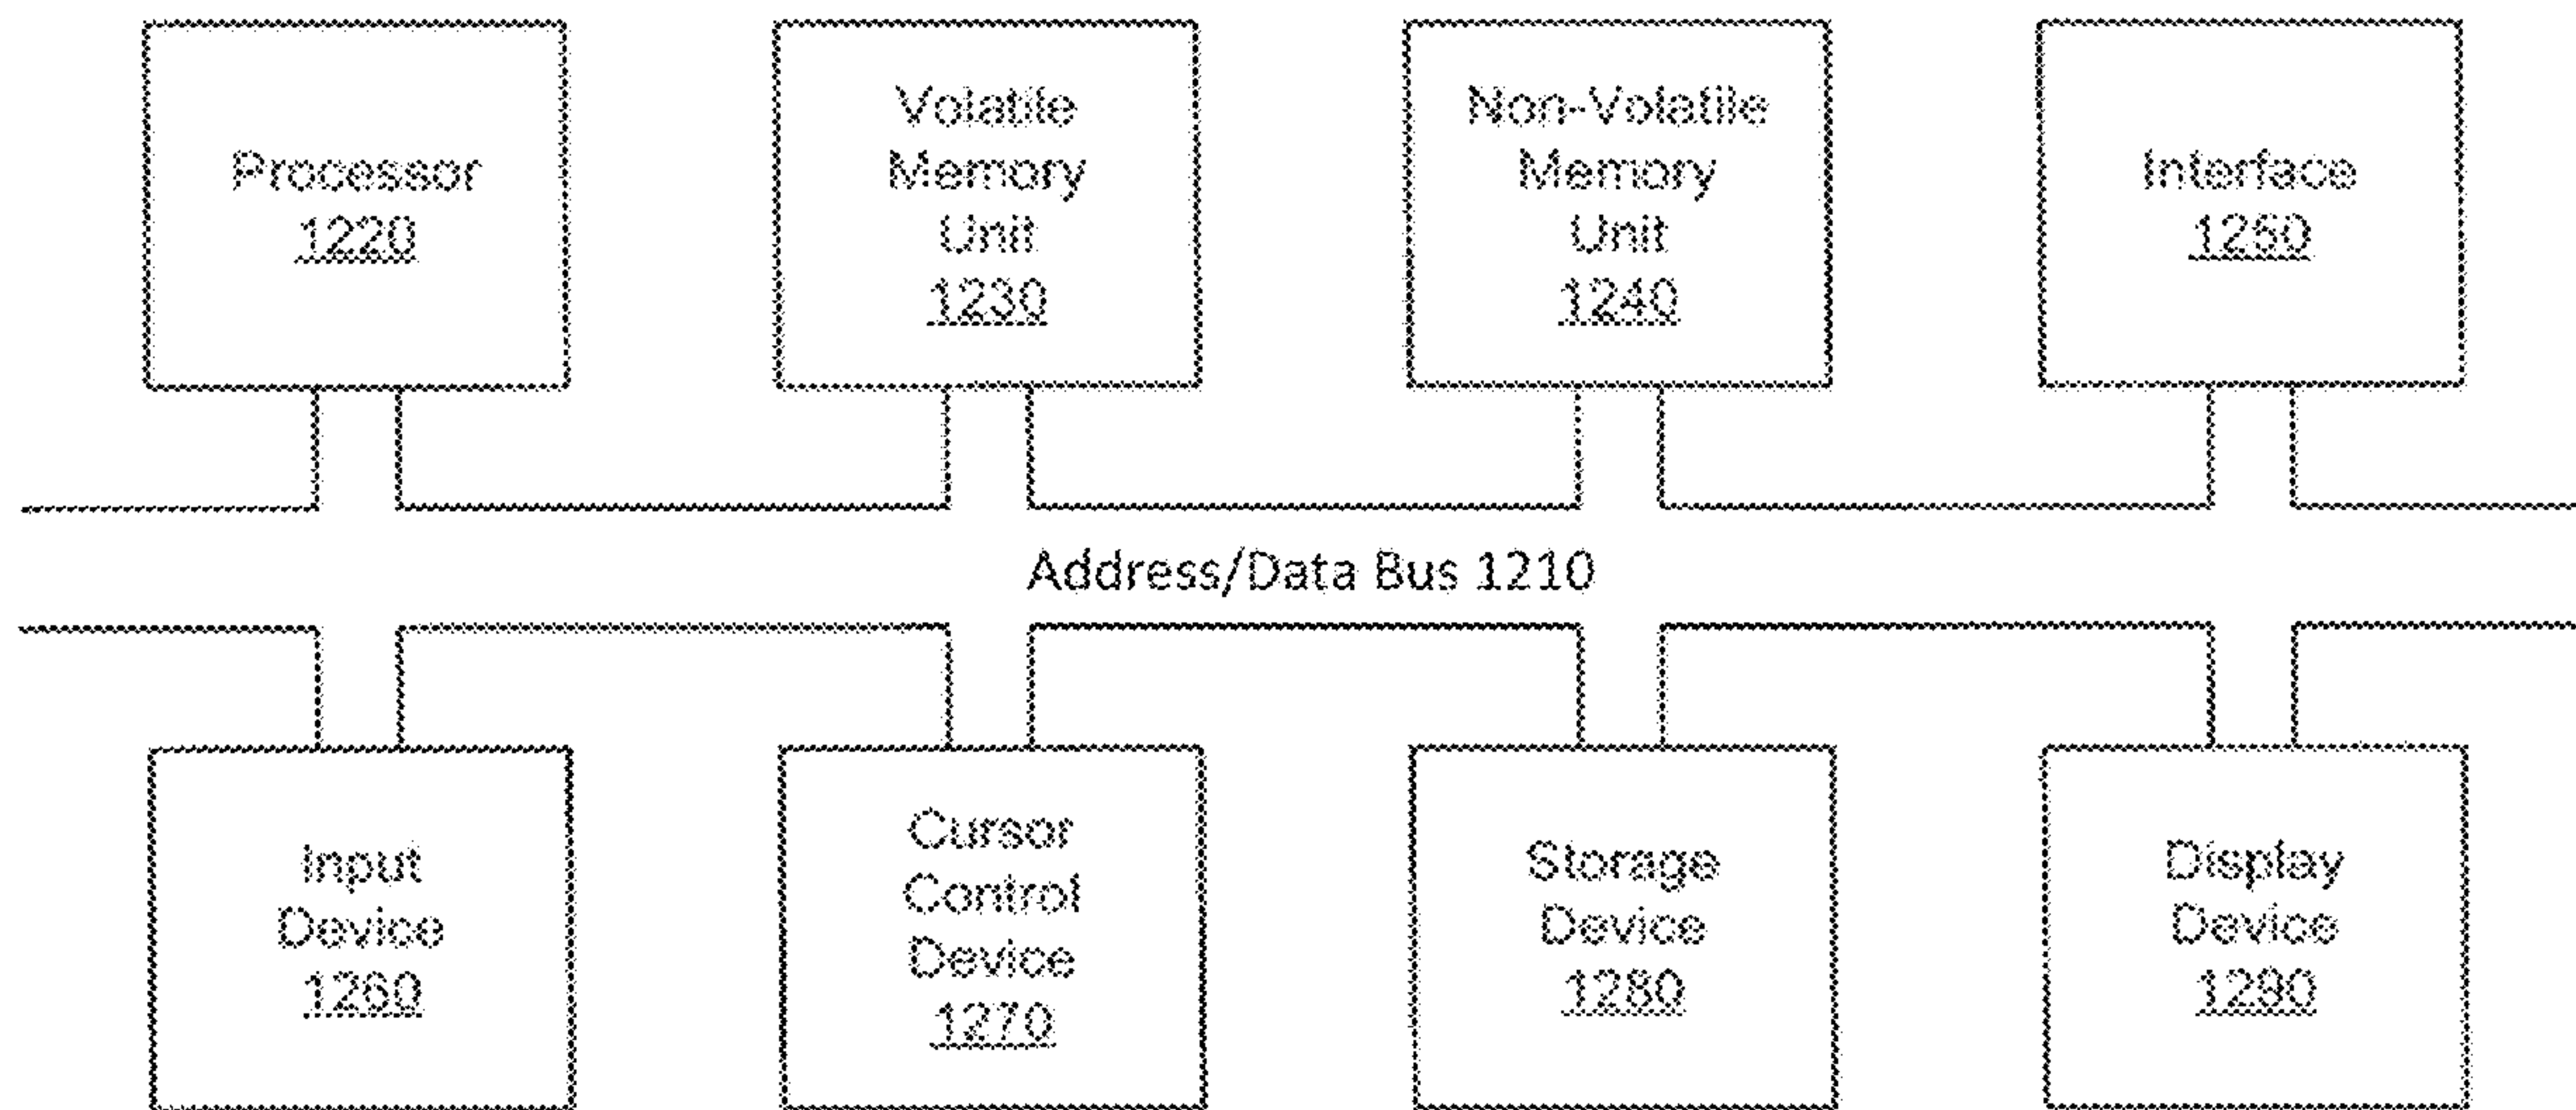 Processor
1220
Volatile
Memory
Unit
1230
Non-Volatile
Memory
Unit
1240
Interface
1250
Address/Data Bus 1210
Input
Device
1260
Cursor
Control
Device
1270
Storage
Device
1280
Display
Device
1290